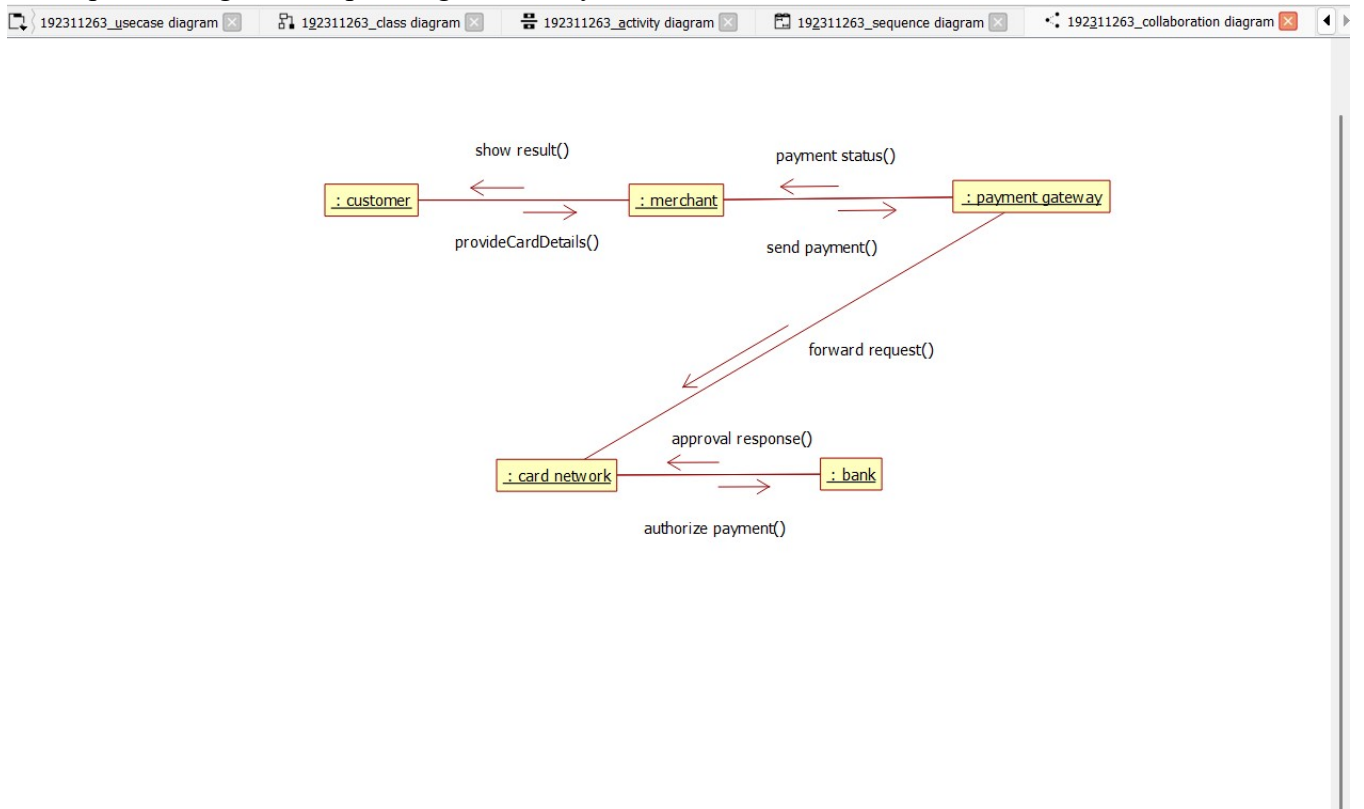 192311263_usecase diagram
192311263_class diagram
192311263_activity diagram
192311263_sequence diagram
192311263_collaboration diagram
show result()
payment status()
: customer
: merchant
: payment gateway
provideCardDetails()
send payment()
forward request()
approval response()
: card network
: bank
authorize payment()